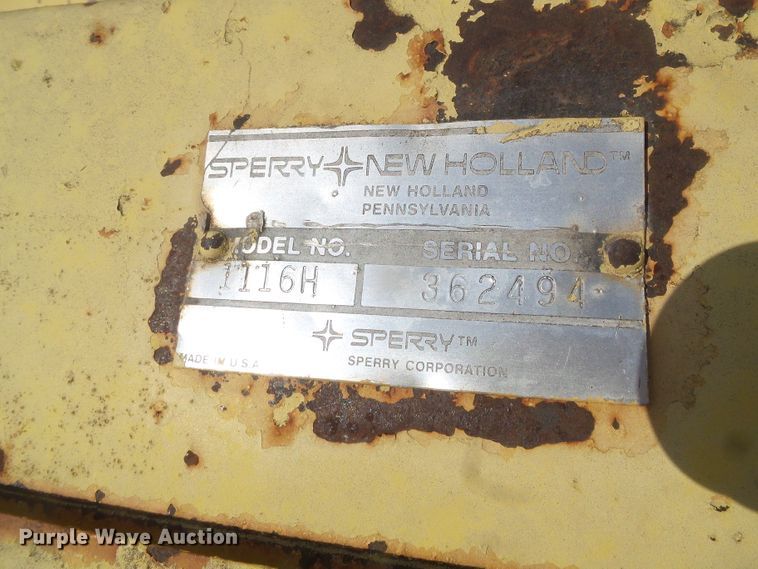 SPERRY NEW HOLLAND™
NEW HOLLAND
PENNSYLVANIA
MODEL NO. SERIAL NO.
1116H 362494
SPERRY™
MADE IN U.S.A. SPERRY CORPORATION
Purple Wave Auction